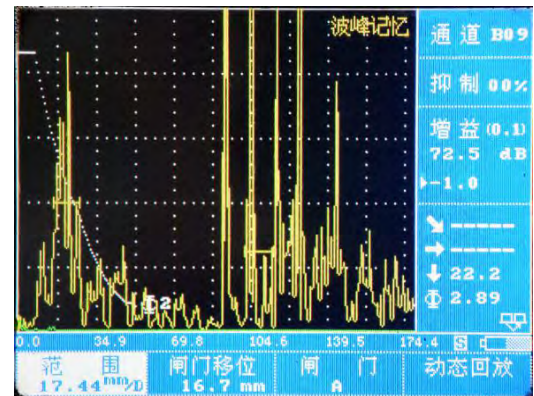 波峰记忆
通 道 B09
抑 制 00%
增 益 (0.1)
72.5 dB
-1.0
-----
-----
22.2
2.89
2
0.0 34.9 69.8 104.6 139.5 174.4 S
范 围
17.44mm/D
闸门移位
16.7 mm
闸 门
A
动态回放